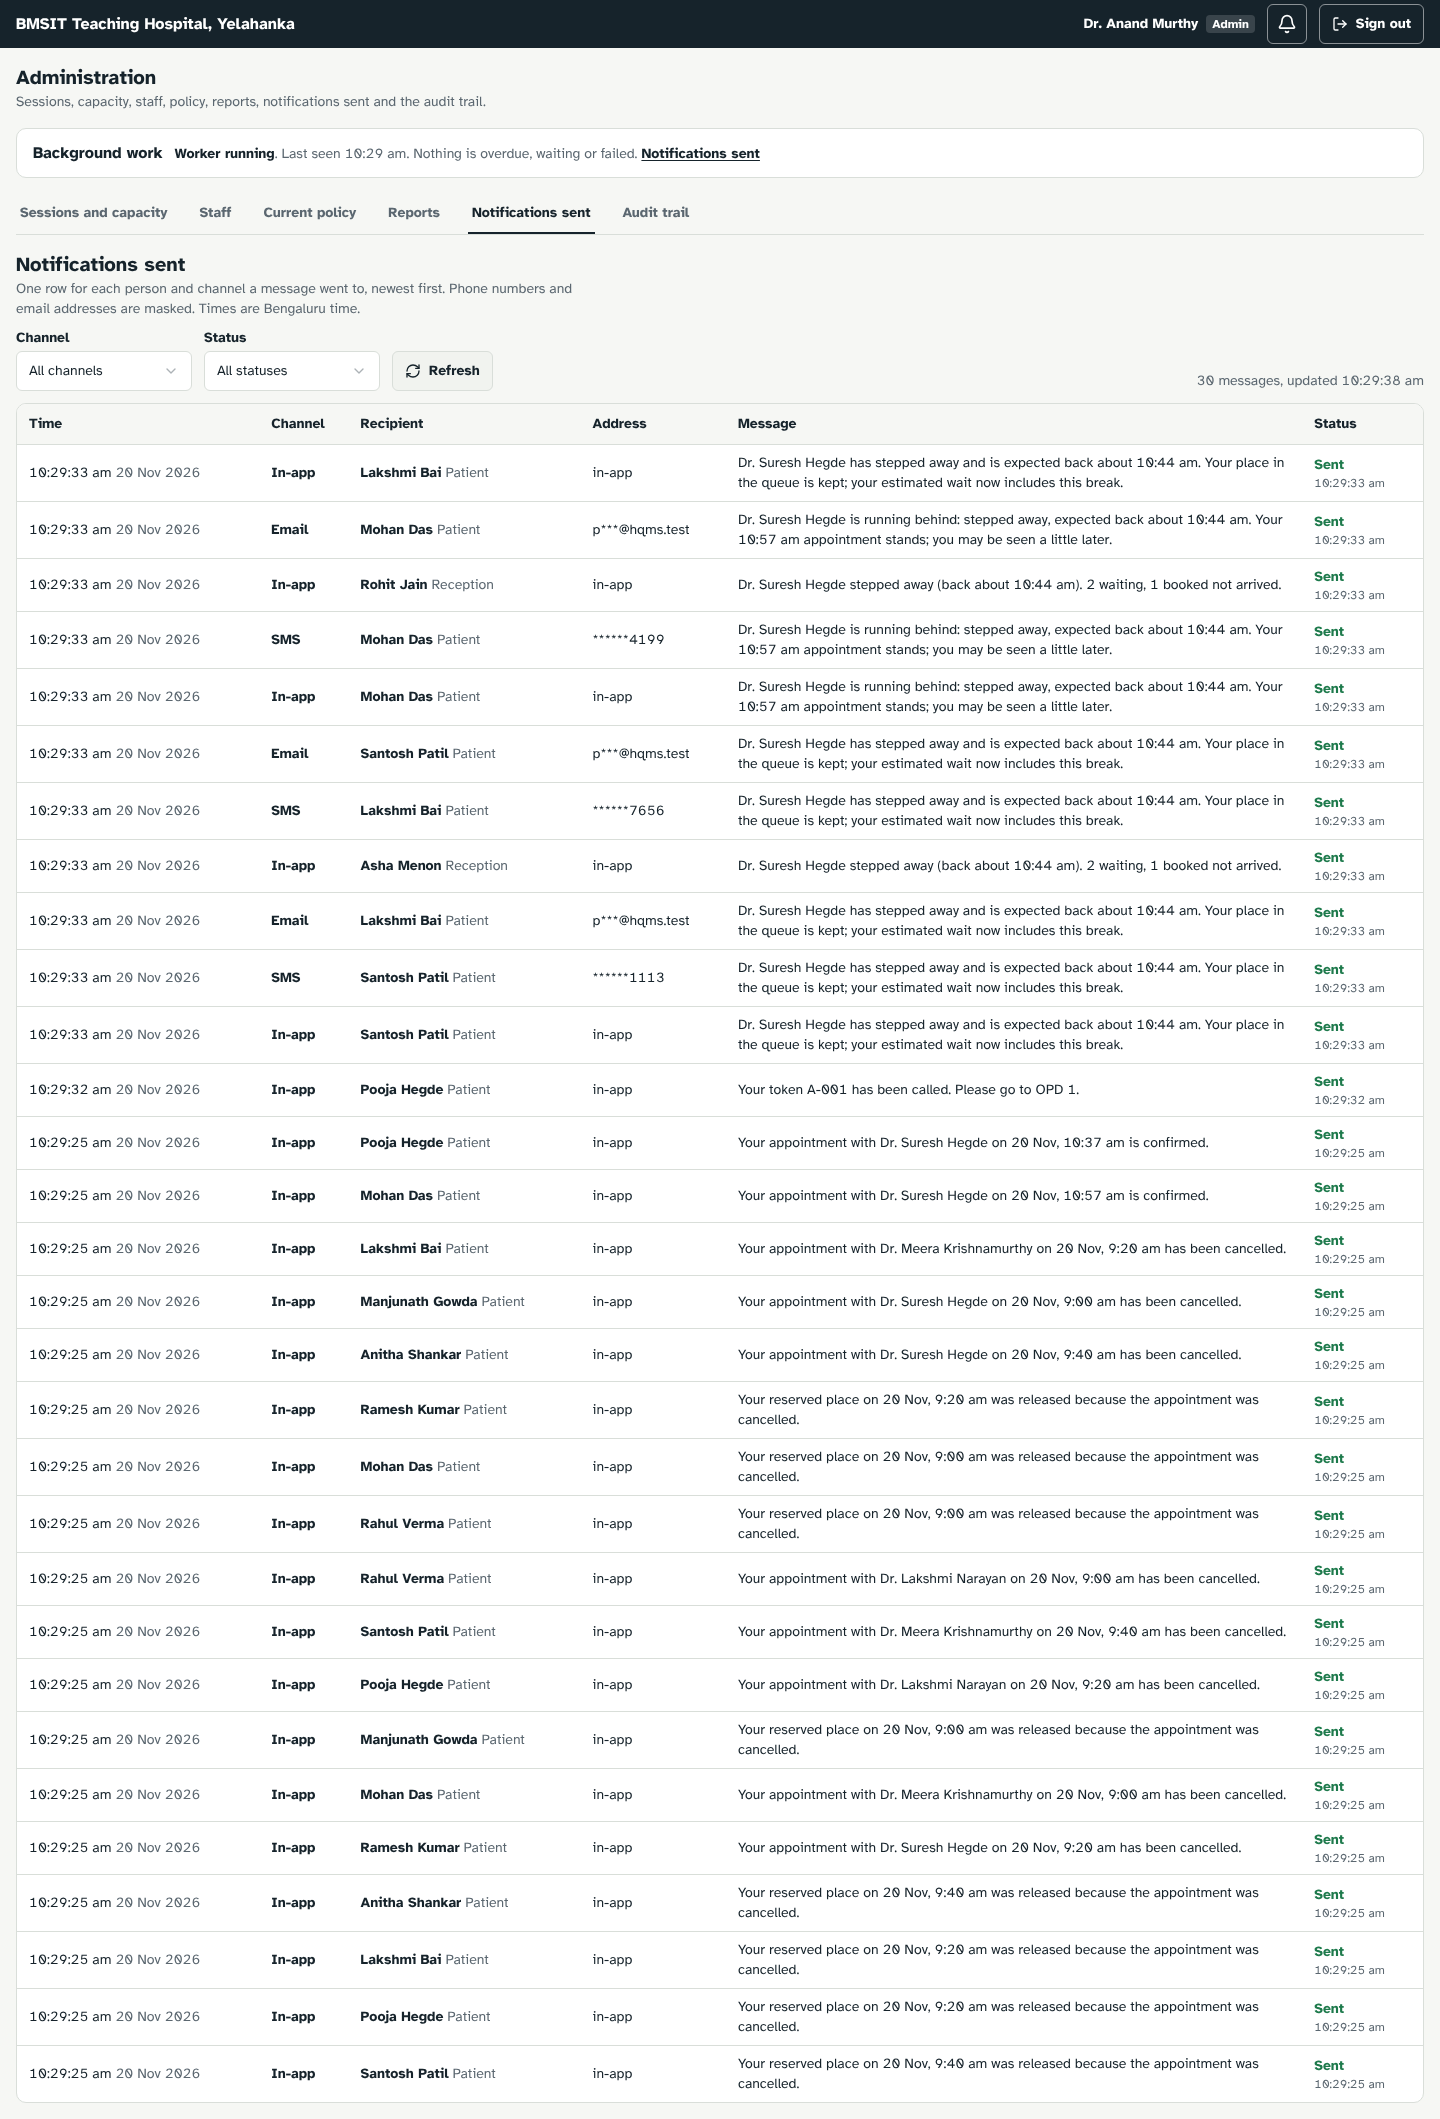 BMSIT Teaching Hospital, Yelahanka
Dr. Anand Murthy Admin Sign out
Administration
Sessions, capacity, staff, policy, reports, notifications sent and the audit trail.
Background work Worker running. Last seen 10:29 am. Nothing is overdue, waiting or failed. Notifications sent
Sessions and capacity Staff Current policy Reports Notifications sent Audit trail
Notifications sent
One row for each person and channel a message went to, newest first. Phone numbers and
email addresses are masked. Times are Bengaluru time.
Channel Status
All channels All statuses Refresh
30 messages, updated 10:29:38 am
Time Channel Recipient Address Message Status
10:29:33 am 20 Nov 2026 In-app Lakshmi Bai Patient in-app Dr. Suresh Hegde has stepped away and is expected back about 10:44 am. Your place in
the queue is kept; your estimated wait now includes this break. Sent 10:29:33 am
10:29:33 am 20 Nov 2026 Email Mohan Das Patient p***@hqms.test Dr. Suresh Hegde is running behind: stepped away, expected back about 10:44 am. Your
10:57 am appointment stands; you may be seen a little later. Sent 10:29:33 am
10:29:33 am 20 Nov 2026 In-app Rohit Jain Reception in-app Dr. Suresh Hegde stepped away (back about 10:44 am). 2 waiting, 1 booked not arrived. Sent 10:29:33 am
10:29:33 am 20 Nov 2026 SMS Mohan Das Patient ******4199 Dr. Suresh Hegde is running behind: stepped away, expected back about 10:44 am. Your
10:57 am appointment stands; you may be seen a little later. Sent 10:29:33 am
10:29:33 am 20 Nov 2026 In-app Mohan Das Patient in-app Dr. Suresh Hegde is running behind: stepped away, expected back about 10:44 am. Your
10:57 am appointment stands; you may be seen a little later. Sent 10:29:33 am
10:29:33 am 20 Nov 2026 Email Santosh Patil Patient p***@hqms.test Dr. Suresh Hegde has stepped away and is expected back about 10:44 am. Your place in
the queue is kept; your estimated wait now includes this break. Sent 10:29:33 am
10:29:33 am 20 Nov 2026 SMS Lakshmi Bai Patient ******7656 Dr. Suresh Hegde has stepped away and is expected back about 10:44 am. Your place in
the queue is kept; your estimated wait now includes this break. Sent 10:29:33 am
10:29:33 am 20 Nov 2026 In-app Asha Menon Reception in-app Dr. Suresh Hegde stepped away (back about 10:44 am). 2 waiting, 1 booked not arrived. Sent 10:29:33 am
10:29:33 am 20 Nov 2026 Email Lakshmi Bai Patient p***@hqms.test Dr. Suresh Hegde has stepped away and is expected back about 10:44 am. Your place in
the queue is kept; your estimated wait now includes this break. Sent 10:29:33 am
10:29:33 am 20 Nov 2026 SMS Santosh Patil Patient ******1113 Dr. Suresh Hegde has stepped away and is expected back about 10:44 am. Your place in
the queue is kept; your estimated wait now includes this break. Sent 10:29:33 am
10:29:33 am 20 Nov 2026 In-app Santosh Patil Patient in-app Dr. Suresh Hegde has stepped away and is expected back about 10:44 am. Your place in
the queue is kept; your estimated wait now includes this break. Sent 10:29:33 am
10:29:32 am 20 Nov 2026 In-app Pooja Hegde Patient in-app Your token A-001 has been called. Please go to OPD 1. Sent 10:29:32 am
10:29:25 am 20 Nov 2026 In-app Pooja Hegde Patient in-app Your appointment with Dr. Suresh Hegde on 20 Nov, 10:37 am is confirmed. Sent 10:29:25 am
10:29:25 am 20 Nov 2026 In-app Mohan Das Patient in-app Your appointment with Dr. Suresh Hegde on 20 Nov, 10:57 am is confirmed. Sent 10:29:25 am
10:29:25 am 20 Nov 2026 In-app Lakshmi Bai Patient in-app Your appointment with Dr. Meera Krishnamurthy on 20 Nov, 9:20 am has been cancelled. Sent 10:29:25 am
10:29:25 am 20 Nov 2026 In-app Manjunath Gowda Patient in-app Your appointment with Dr. Suresh Hegde on 20 Nov, 9:00 am has been cancelled. Sent 10:29:25 am
10:29:25 am 20 Nov 2026 In-app Anitha Shankar Patient in-app Your appointment with Dr. Suresh Hegde on 20 Nov, 9:40 am has been cancelled. Sent 10:29:25 am
10:29:25 am 20 Nov 2026 In-app Ramesh Kumar Patient in-app Your reserved place on 20 Nov, 9:20 am was released because the appointment was
cancelled. Sent 10:29:25 am
10:29:25 am 20 Nov 2026 In-app Mohan Das Patient in-app Your reserved place on 20 Nov, 9:00 am was released because the appointment was
cancelled. Sent 10:29:25 am
10:29:25 am 20 Nov 2026 In-app Rahul Verma Patient in-app Your reserved place on 20 Nov, 9:00 am was released because the appointment was
cancelled. Sent 10:29:25 am
10:29:25 am 20 Nov 2026 In-app Rahul Verma Patient in-app Your appointment with Dr. Lakshmi Narayan on 20 Nov, 9:00 am has been cancelled. Sent 10:29:25 am
10:29:25 am 20 Nov 2026 In-app Santosh Patil Patient in-app Your appointment with Dr. Meera Krishnamurthy on 20 Nov, 9:40 am has been cancelled. Sent 10:29:25 am
10:29:25 am 20 Nov 2026 In-app Pooja Hegde Patient in-app Your appointment with Dr. Lakshmi Narayan on 20 Nov, 9:20 am has been cancelled. Sent 10:29:25 am
10:29:25 am 20 Nov 2026 In-app Manjunath Gowda Patient in-app Your reserved place on 20 Nov, 9:00 am was released because the appointment was
cancelled. Sent 10:29:25 am
10:29:25 am 20 Nov 2026 In-app Mohan Das Patient in-app Your appointment with Dr. Meera Krishnamurthy on 20 Nov, 9:00 am has been cancelled. Sent 10:29:25 am
10:29:25 am 20 Nov 2026 In-app Ramesh Kumar Patient in-app Your appointment with Dr. Suresh Hegde on 20 Nov, 9:20 am has been cancelled. Sent 10:29:25 am
10:29:25 am 20 Nov 2026 In-app Anitha Shankar Patient in-app Your reserved place on 20 Nov, 9:40 am was released because the appointment was
cancelled. Sent 10:29:25 am
10:29:25 am 20 Nov 2026 In-app Lakshmi Bai Patient in-app Your reserved place on 20 Nov, 9:20 am was released because the appointment was
cancelled. Sent 10:29:25 am
10:29:25 am 20 Nov 2026 In-app Pooja Hegde Patient in-app Your reserved place on 20 Nov, 9:20 am was released because the appointment was
cancelled. Sent 10:29:25 am
10:29:25 am 20 Nov 2026 In-app Santosh Patil Patient in-app Your reserved place on 20 Nov, 9:40 am was released because the appointment was
cancelled. Sent 10:29:25 am